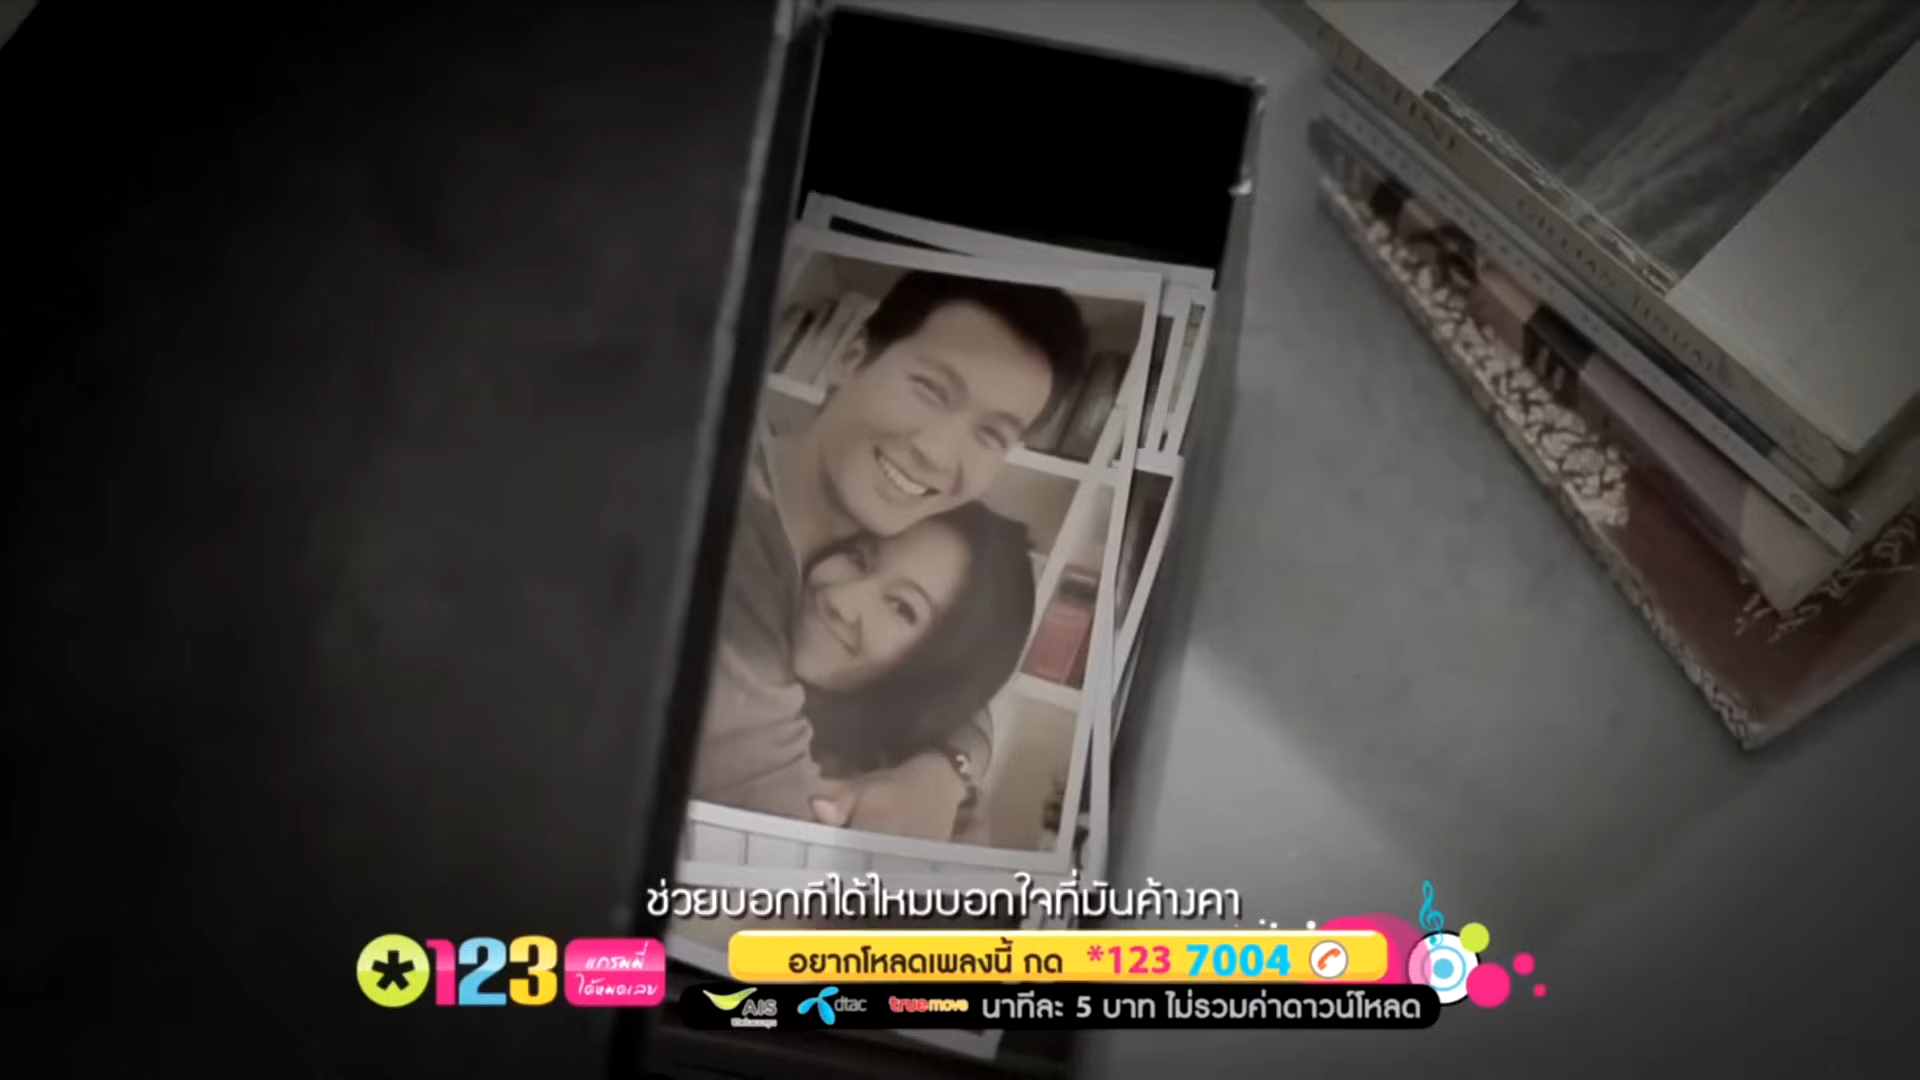 ช่วยบอกทีได้ไหมบอกใจที่มันค้างคา
*123
แกรมมี่
ได้หมดเลย
อยากโหลดเพลงนี้ กด *123 7004
AIS dtac truemove นาทีละ 5 บาท ไม่รวมค่าดาวน์โหลด